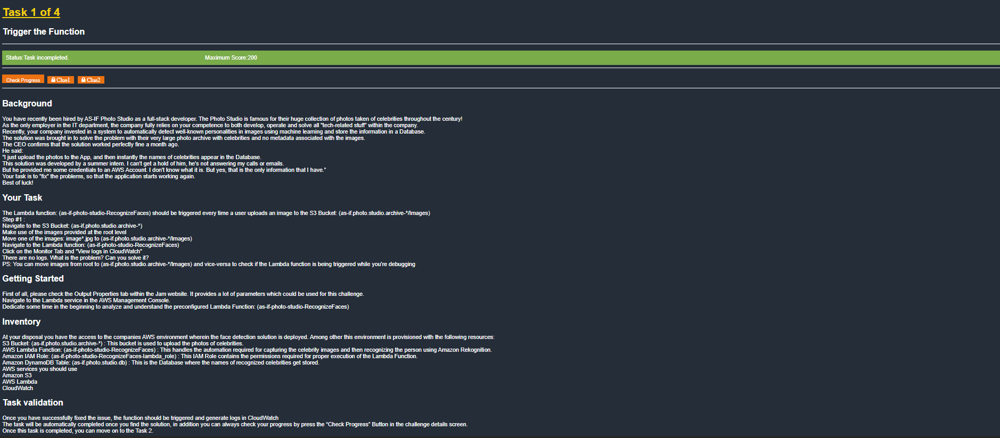 Task 1 of 4
Trigger the Function
Status:Task incompleted. Maximum Score:200
Check Progress Clue1 Clue2
Background
You have recently been hired by AS-IF Photo Studio as a full-stack developer. The Photo Studio is famous for their huge collection of photos taken of celebrities throughout the century!
As the only employer in the IT department, the company fully relies on your competence to both develop, operate and solve all "tech-related stuff" within the company.
Recently, your company invested in a system to automatically detect well-known personalities in images using machine learning and store the information in a Database.
The solution was brought in to solve the problem with their very large photo archive with celebrities and no metadata associated with the images.
The CEO confirms that the solution worked perfectly fine a month ago.
He said:
"I just upload the photos to the App, and then instantly the names of celebrities appear in the Database.
This solution was developed by a summer intern. I can't get a hold of him, he's not answering my calls or emails.
But he provided me some credentials to an AWS Account. I don't know what it is. But yes, that is the only information that I have."
Your task is to "fix" the problems, so that the application starts working again.
Best of luck!
Your Task
The Lambda function: (as-if-photo-studio-RecognizeFaces) should be triggered every time a user uploads an image to the S3 Bucket: (as-if.photo.studio.archive-*/Images)
Step #1 :
Navigate to the S3 Bucket: (as-if.photo.studio.archive-*)
Make use of the images provided at the root level
Move one of the images: image*.jpg to (as-if.photo.studio.archive-*/Images)
Navigate to the Lambda function: (as-if-photo-studio-RecognizeFaces)
Click on the Monitor Tab and "View logs in CloudWatch"
There are no logs. What is the problem? Can you solve it?
PS: You can move images from root to (as-if.photo.studio.archive-*/Images) and vice-versa to check if the Lambda function is being triggered while you're debugging
Getting Started
First of all, please check the Output Properties tab within the Jam website. It provides a lot of parameters which could be used for this challenge.
Navigate to the Lambda service in the AWS Management Console.
Dedicate some time in the beginning to analyze and understand the preconfigured Lambda Function: (as-if-photo-studio-RecognizeFaces)
Inventory
At your disposal you have the access to the companies AWS environment wherein the face detection solution is deployed. Among other this environment is provisioned with the following resources:
S3 Bucket: (as-if.photo.studio.archive-*) : This bucket is used to upload the photos of celebrities.
AWS Lambda Function: (as-if-photo-studio-RecognizeFaces) : This handles the automation required for capturing the celebrity images and then recognizing the person using Amazon Rekognition.
Amazon IAM Role: (as-if-photo-studio-RecognizeFaces-lambda_role) : This IAM Role contains the permissions required for proper execution of the Lambda Function.
Amazon DynamoDB Table: (as-if.photo.studio.db) : This is the Database where the names of recognized celebrities get stored.
AWS services you should use
Amazon S3
AWS Lambda
CloudWatch
Task validation
Once you have successfully fixed the issue, the function should be triggered and generate logs in CloudWatch
The task will be automatically completed once you find the solution, in addition you can always check your progress by press the “Check Progress” Button in the challenge details screen.
Once this task is completed, you can move on to the Task 2.